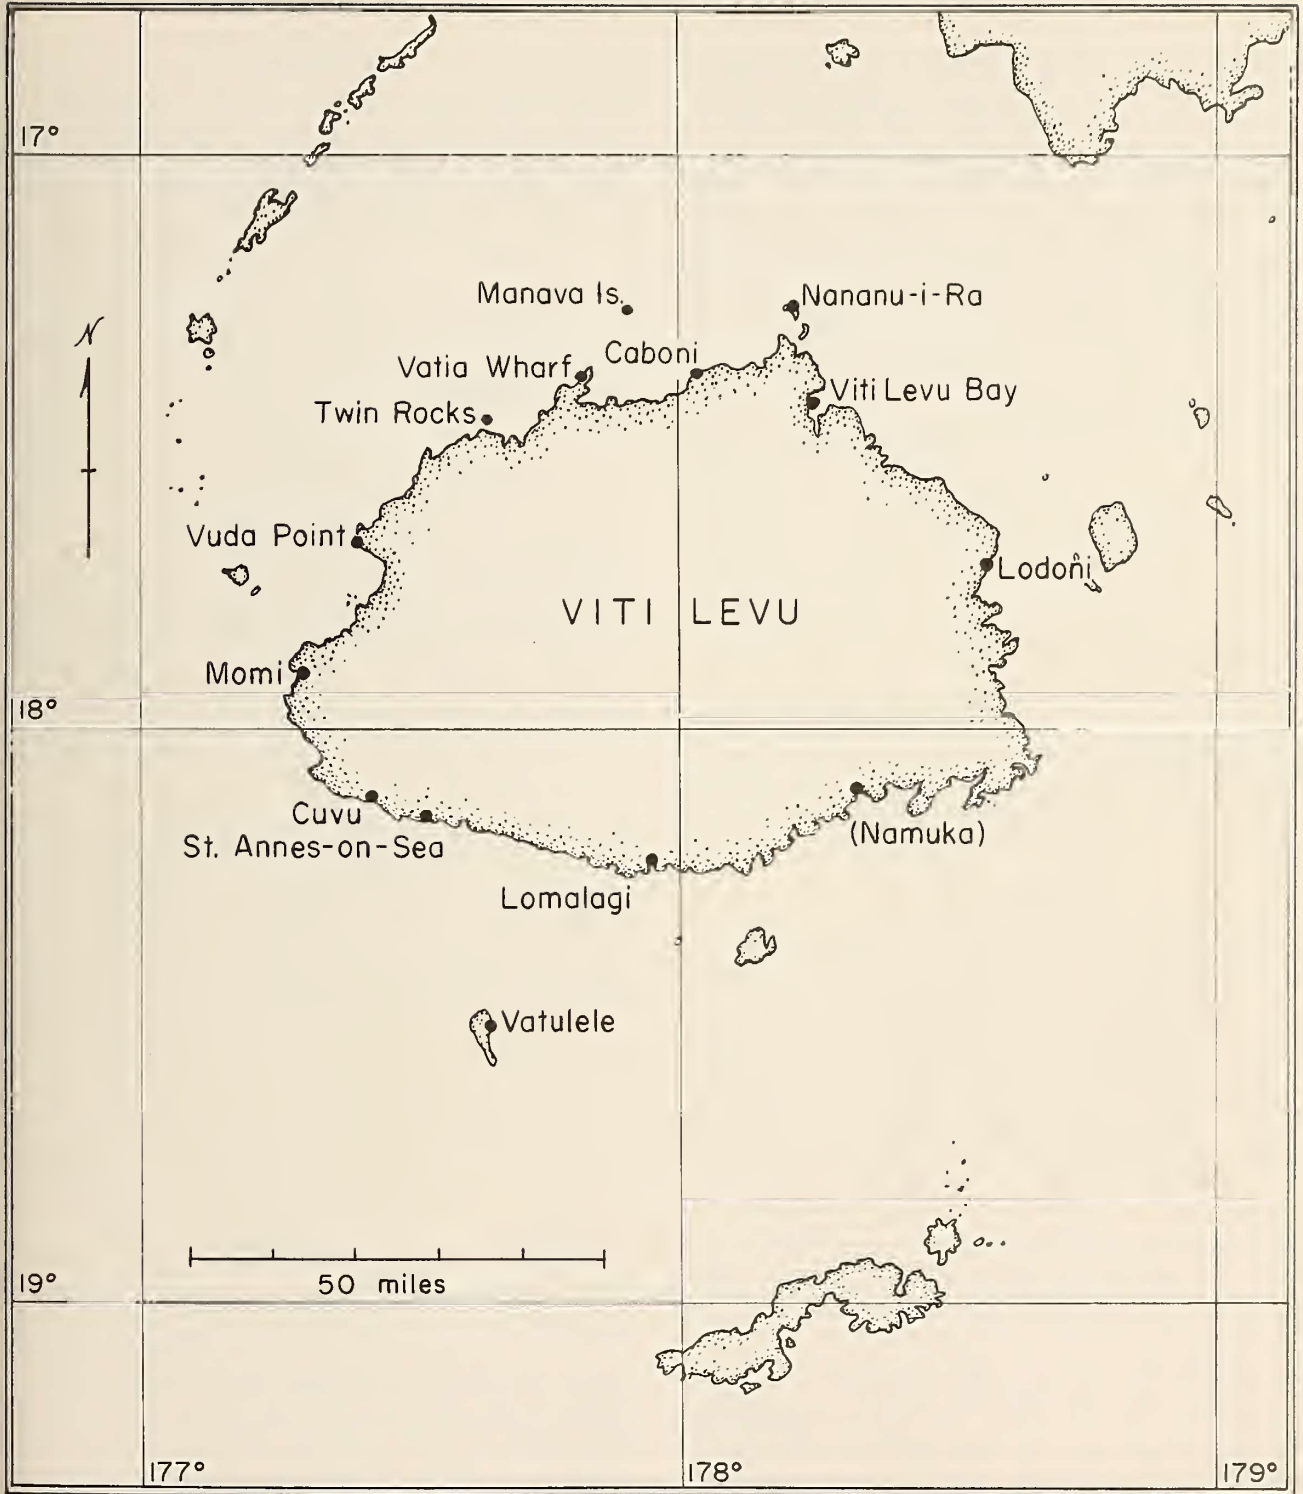 17°
Manava Is.
Nananu-i-Ra
N
Vatia Wharf
Caboni
Viti Levu Bay
Twin Rocks
Vuda Point
Lodoñi
VITI LEVU
Momi
18°
Cuvu
(Namuka)
St. Annes-on-Sea
Lomalagi
Vatulele
50 miles
19°
177°
178°
179°